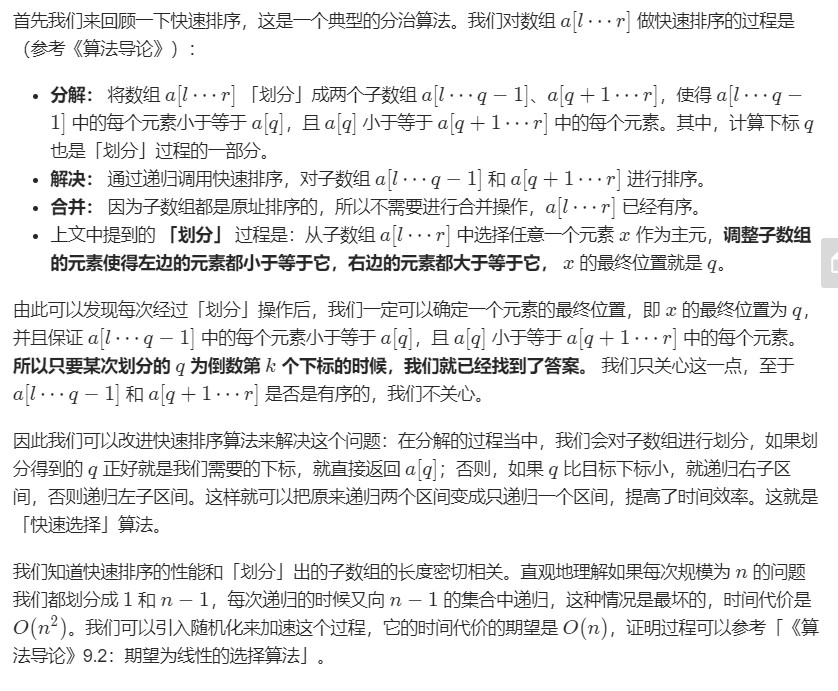 首先我们来回顾一下快速排序，这是一个典型的分治算法。我们对数组 a[l···r] 做快速排序的过程是
（参考《算法导论》）：
• 分解： 将数组 a[l···r] 「划分」成两个子数组 a[l···q − 1]、a[q + 1···r]，使得 a[l···q −
1] 中的每个元素小于等于 a[q]，且 a[q] 小于等于 a[q + 1···r] 中的每个元素。其中，计算下标 q
也是「划分」过程的一部分。
• 解决： 通过递归调用快速排序，对子数组 a[l···q − 1] 和 a[q + 1···r] 进行排序。
• 合并： 因为子数组都是原址排序的，所以不需要进行合并操作，a[l···r] 已经有序。
• 上文中提到的 「划分」 过程是：从子数组 a[l···r] 中选择任意一个元素 x 作为主元，调整子数组
的元素使得左边的元素都小于等于它，右边的元素都大于等于它， x 的最终位置就是 q。
由此可以发现每次经过「划分」操作后，我们一定可以确定一个元素的最终位置，即 x 的最终位置为 q，
并且保证 a[l···q − 1] 中的每个元素小于等于 a[q]，且 a[q] 小于等于 a[q + 1···r] 中的每个元素。
所以只要某次划分的 q 为倒数第 k 个下标的时候，我们就已经找到了答案。 我们只关心这一点，至于
a[l···q − 1] 和 a[q + 1···r] 是否是有序的，我们不关心。
因此我们可以改进快速排序算法来解决这个问题：在分解的过程当中，我们会对子数组进行划分，如果划
分得到的 q 正好就是我们需要的下标，就直接返回 a[q]；否则，如果 q 比目标下标小，就递归右子区
间，否则递归左子区间。这样就可以把原来递归两个区间变成只递归一个区间，提高了时间效率。这就是
「快速选择」算法。
我们知道快速排序的性能和「划分」出的子数组的长度密切相关。直观地理解如果每次规模为 n 的问题
我们都划分成 1 和 n − 1，每次递归的时候又向 n − 1 的集合中递归，这种情况是最坏的，时间代价是
O(n²)。我们可以引入随机化来加速这个过程，它的时间代价的期望是 O(n)，证明过程可以参考「《算
法导论》9.2：期望为线性的选择算法」。